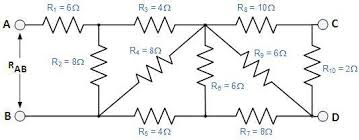 R₁ = 6Ω
R₃ = 4Ω
R₈ = 10Ω
A
C
R₄ = 8Ω
R₉ = 6Ω
R_AB
R₂ = 8Ω
R₆ = 6Ω
R₁₀ = 2Ω
B
D
R₅ = 4Ω
R₇ = 8Ω